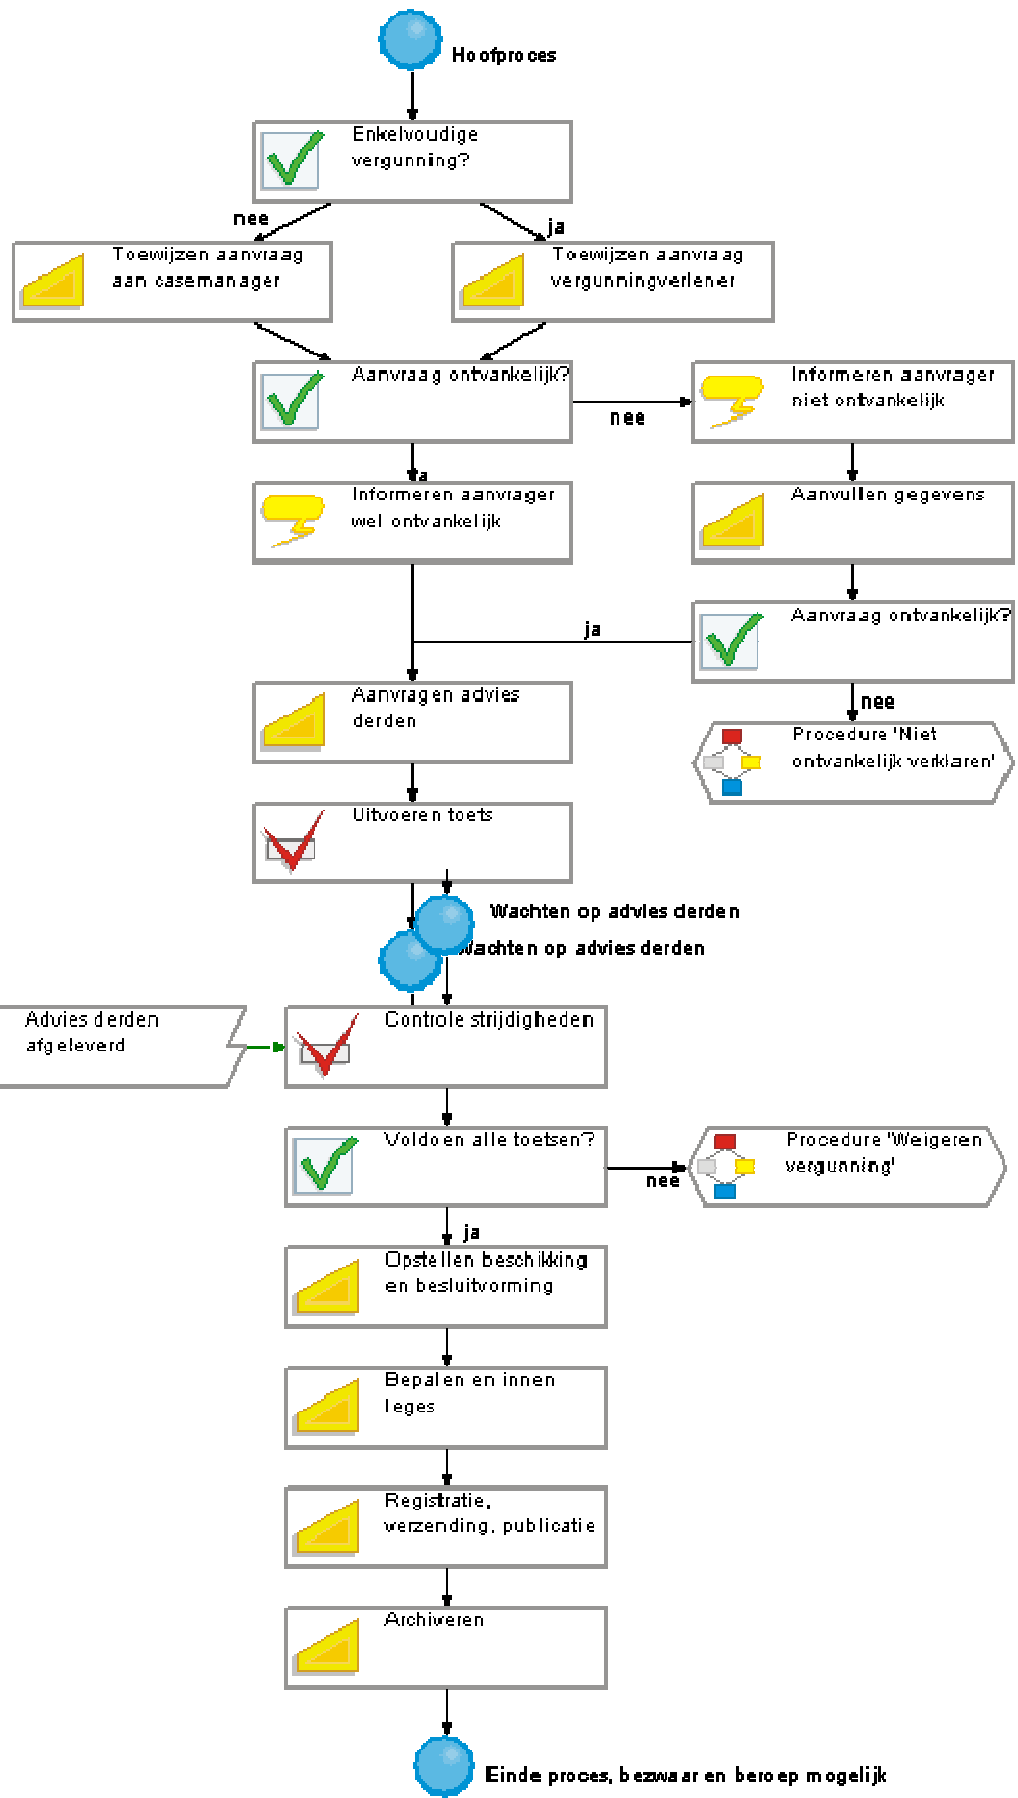 Hoofproces
Enkelvoudige
vergunning?
nee
ja
Toewijzen aanvraag
aan casemanager
Toewijzen aanvraag
vergunningverlener
Aanvraag ontvankelijk?
nee
Informeren aanvrager
niet ontvankelijk
ja
Informeren aanvrager
wel ontvankelijk
Aanvullen gegevens
Aanvraag ontvankelijk?
ja
nee
Aanvragen advies
derden
Procedure 'Niet
ontvankelijk verklaren'
Uitvoeren toets
Wachten op advies derden
Wachten op advies derden
Advies derden
afgeleverd
Controle strijdigheden
Voldoen alle toetsen?
nee
Procedure 'Weigeren
vergunning'
ja
Opstellen beschikking
en besluitvorming
Bepalen en innen
leges
Registratie,
verzending, publicatie
Archiveren
Einde proces, bezwaar en beroep mogelijk